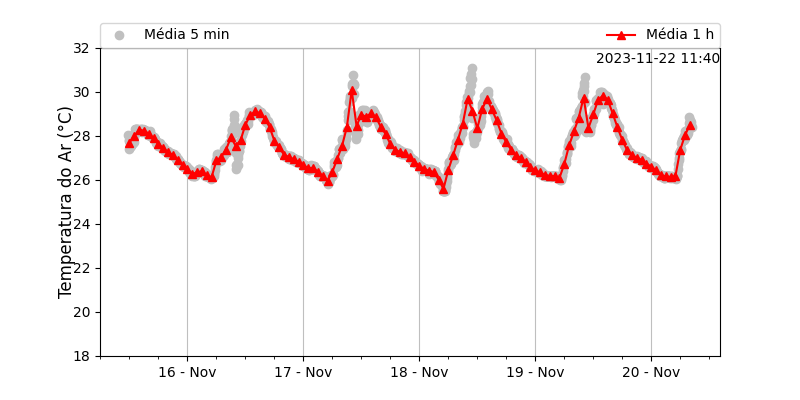 Média 5 min
Média 1 h
2023-11-22 11:40
Temperatura do Ar (°C)
32
30
28
26
24
22
20
18
16 - Nov
17 - Nov
18 - Nov
19 - Nov
20 - Nov